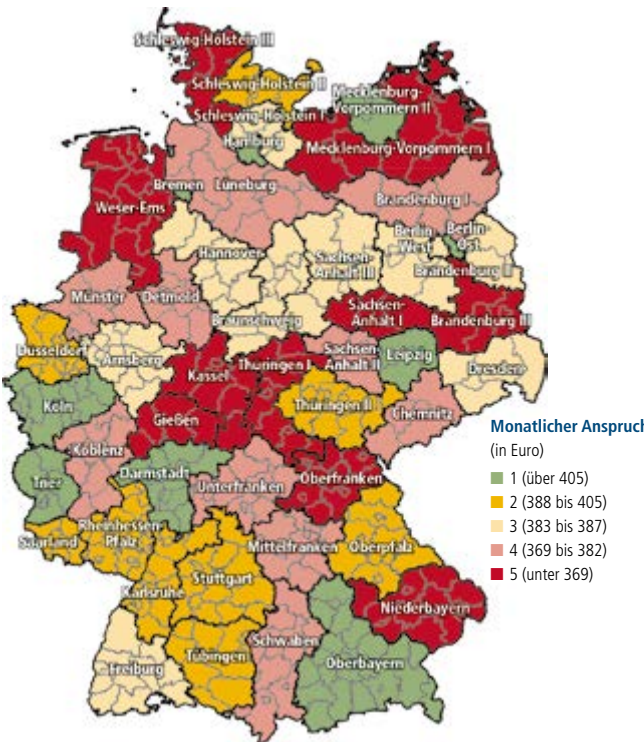 Schleswig-Holstein III
Schleswig-Holstein II
Mecklenburg-
Vorpommern II
Schleswig-Holstein I
Hamburg
Mecklenburg-Vorpommern I
Bremen
Lüneburg
Brandenburg I
Weser-Ems
Hannover
Berlin
West
Berlin
Ost
Sachsen-
Anhalt III
Brandenburg II
Münster
Detmold
Braunschweig
Sachsen-
Anhalt I
Brandenburg III
Düsseldorf
Arnsberg
Kassel
Thüringen I
Sachsen-
Anhalt II
Leipzig
Dresden
Köln
Gießen
Thüringen II
Chemnitz
Koblenz
Trier
Darmstadt
Unterfranken
Oberfranken
Saarland
Rheinhessen-
Pfalz
Mittelfranken
Oberpfalz
Karlsruhe
Stuttgart
Niederbayern
Schwaben
Freiburg
Tübingen
Oberbayern
Monatlicher Anspruch
(in Euro)
1 (über 405)
2 (388 bis 405)
3 (383 bis 387)
4 (369 bis 382)
5 (unter 369)